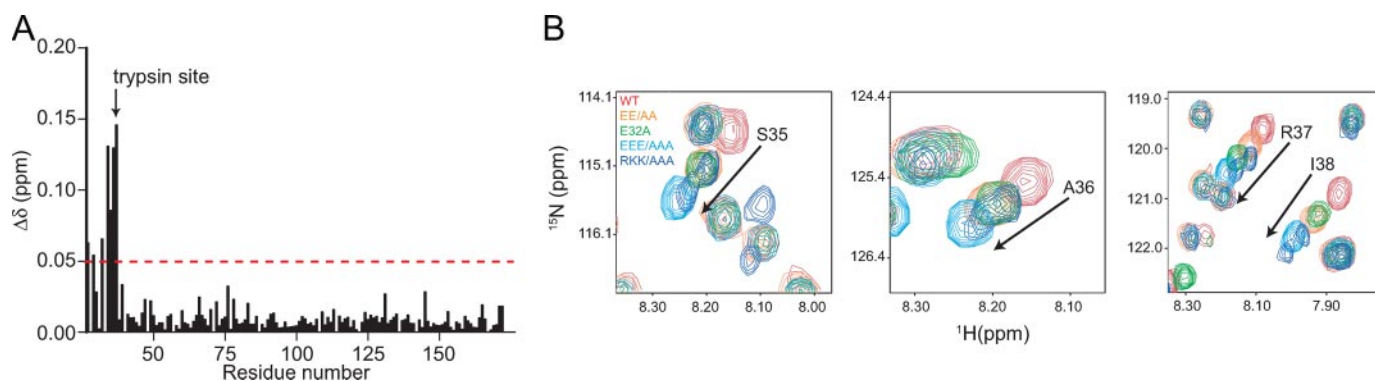 A
0.20
0.15
0.10
0.05
0.00
Δδ (ppm)
trypsin site
50
75
100
125
150
Residue number
B
114.1
115.1
116.1
15N (ppm)
WT
EE/AA
E32A
EEE/AAA
RKK/AAA
S35
8.30
8.20
8.10
8.00
124.4
125.4
126.4
A36
8.30
8.20
8.10
1H(ppm)
119.0
120.0
121.0
122.0
R37
I38
8.30
8.10
7.90